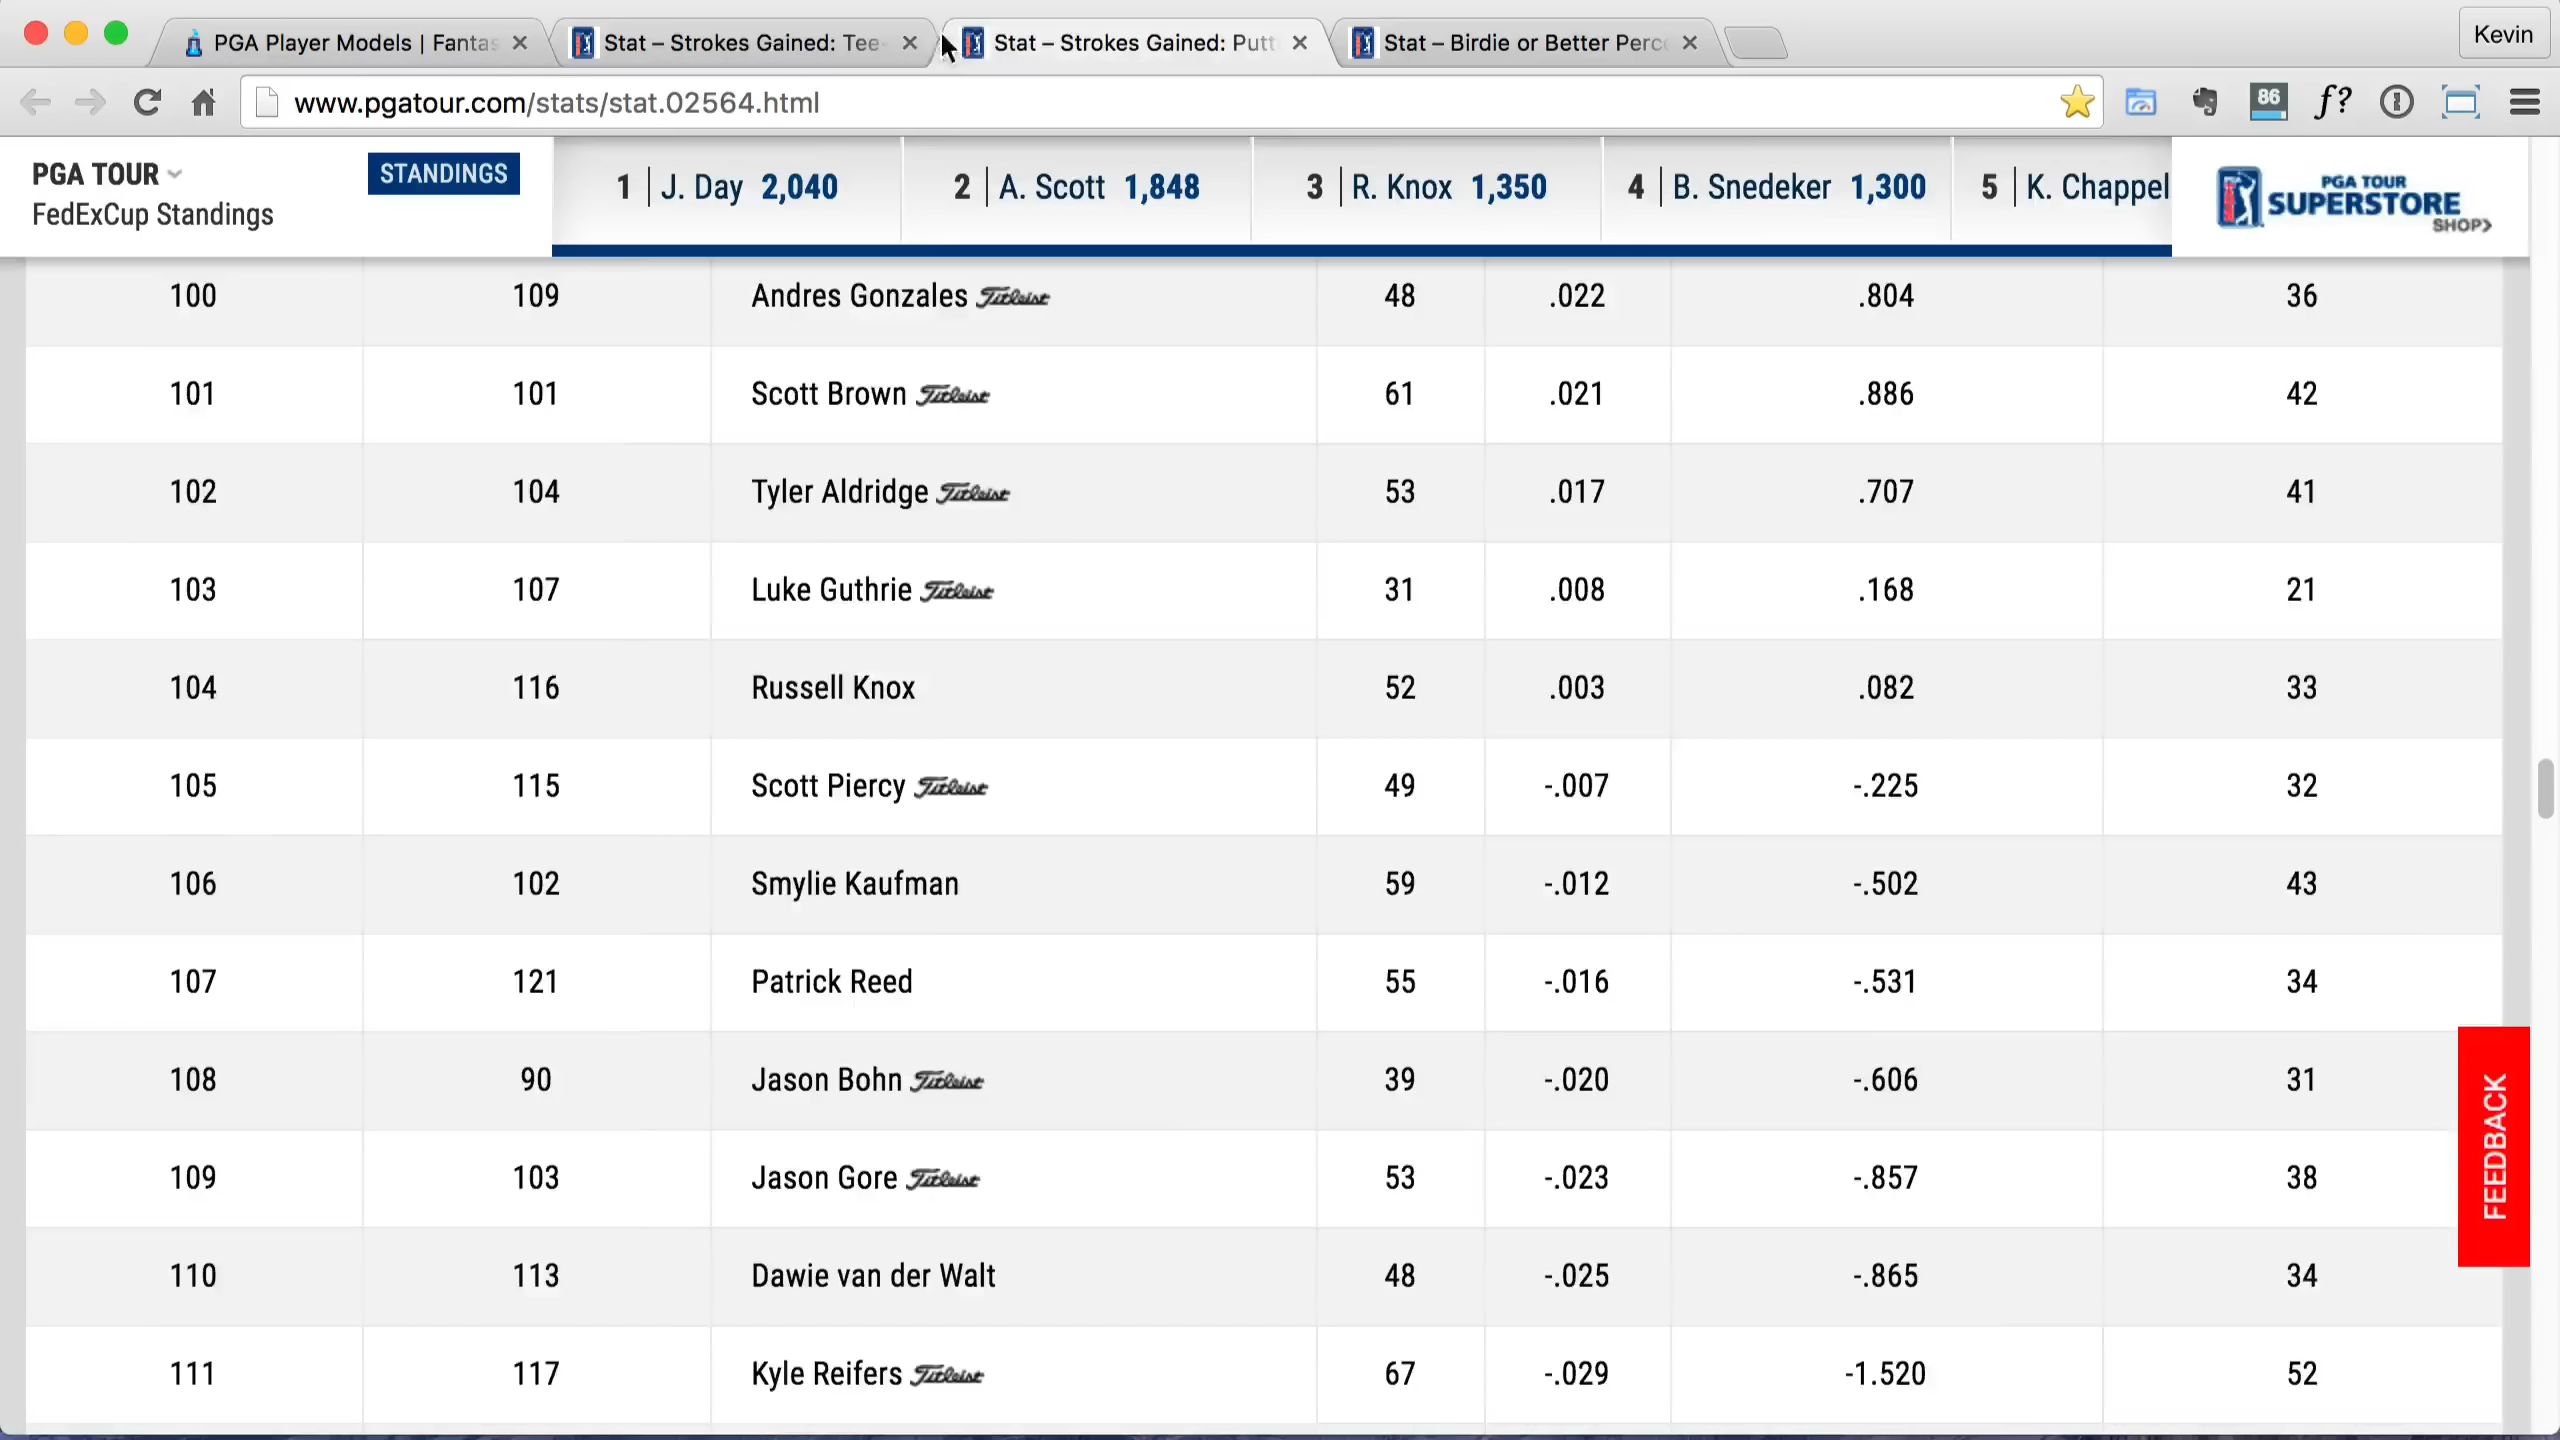 PGA Player Models | Fantas
Stat – Strokes Gained: Tee-
Stat – Strokes Gained: Putt
Stat – Birdie or Better Perce
Kevin
www.pgatour.com/stats/stat.02564.html
86
f?
PGA TOUR
STANDINGS
FedExCup Standings
1 | J. Day 2,040
2 | A. Scott 1,848
3 | R. Knox 1,350
4 | B. Snedeker 1,300
5 | K. Chappel
PGA TOUR
SUPERSTORE
SHOP>
100 109 Andres Gonzales Titleist 48 .022 .804 36
101 101 Scott Brown Titleist 61 .021 .886 42
102 104 Tyler Aldridge Titleist 53 .017 .707 41
103 107 Luke Guthrie Titleist 31 .008 .168 21
104 116 Russell Knox 52 .003 .082 33
105 115 Scott Piercy Titleist 49 -.007 -.225 32
106 102 Smylie Kaufman 59 -.012 -.502 43
107 121 Patrick Reed 55 -.016 -.531 34
108 90 Jason Bohn Titleist 39 -.020 -.606 31
109 103 Jason Gore Titleist 53 -.023 -.857 38
110 113 Dawie van der Walt 48 -.025 -.865 34
111 117 Kyle Reifers Titleist 67 -.029 -1.520 52
FEEDBACK